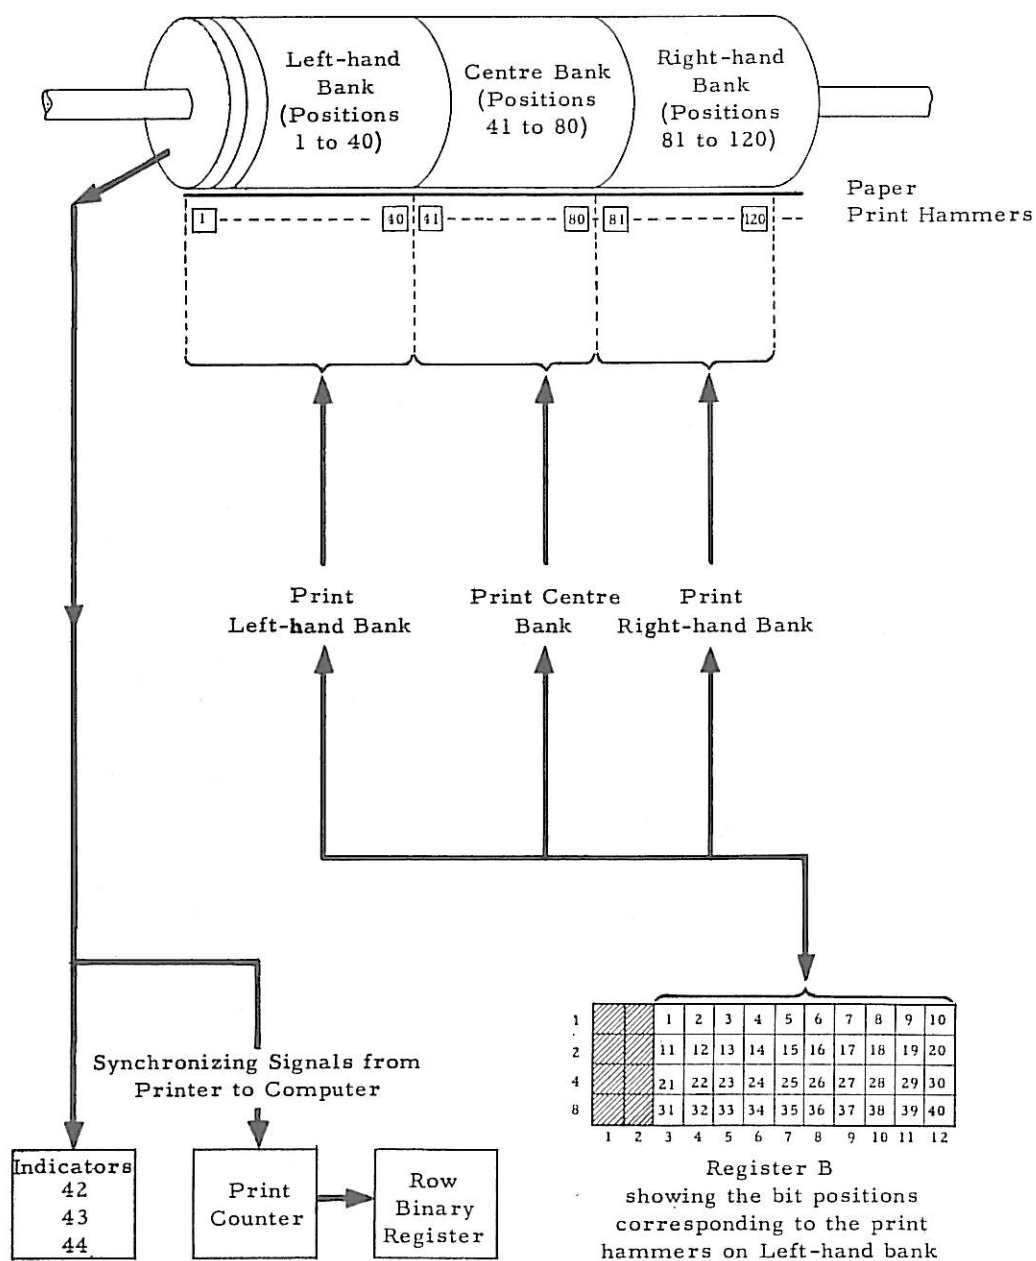 Left-hand
Bank
(Positions
1 to 40)
Centre Bank
(Positions
41 to 80)
Right-hand
Bank
(Positions
81 to 120)
Paper
Print Hammers
1 40 41 80 81 120
Print
Left-hand Bank
Print Centre
Bank
Print
Right-hand Bank
Synchronizing Signals from
Printer to Computer
Indicators
42
43
44
Print
Counter
Row
Binary
Register
1 1 2 3 4 5 6 7 8 9 10
2 11 12 13 14 15 16 17 18 19 20
4 21 22 23 24 25 26 27 28 29 30
8 31 32 33 34 35 36 37 38 39 40
1 2 3 4 5 6 7 8 9 10 11 12
Register B
showing the bit positions
corresponding to the print
hammers on Left-hand bank